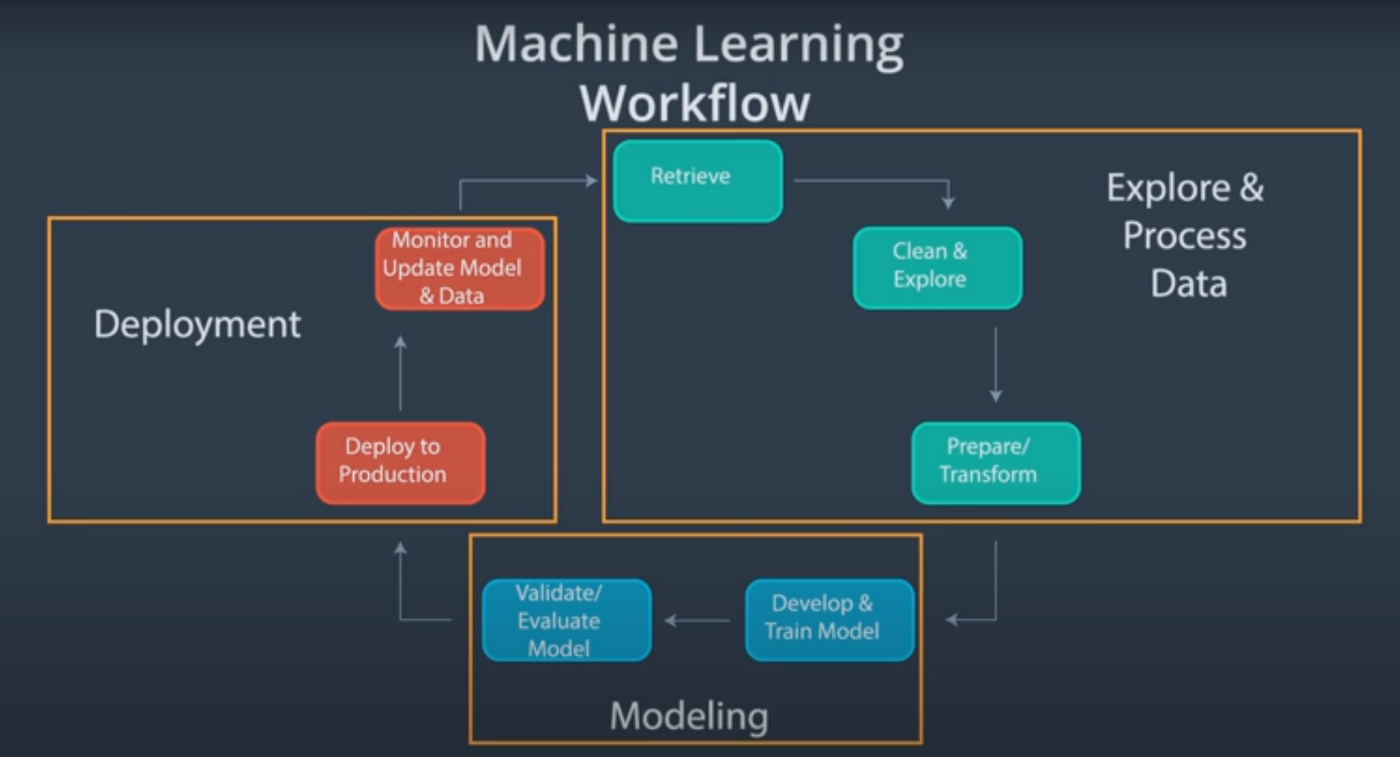 Machine Learning
Workflow
Retrieve
Explore &
Process
Data
Clean &
Explore
Prepare/
Transform
Develop &
Train Model
Validate/
Evaluate
Model
Modeling
Deploy to
Production
Monitor and
Update Model
& Data
Deployment